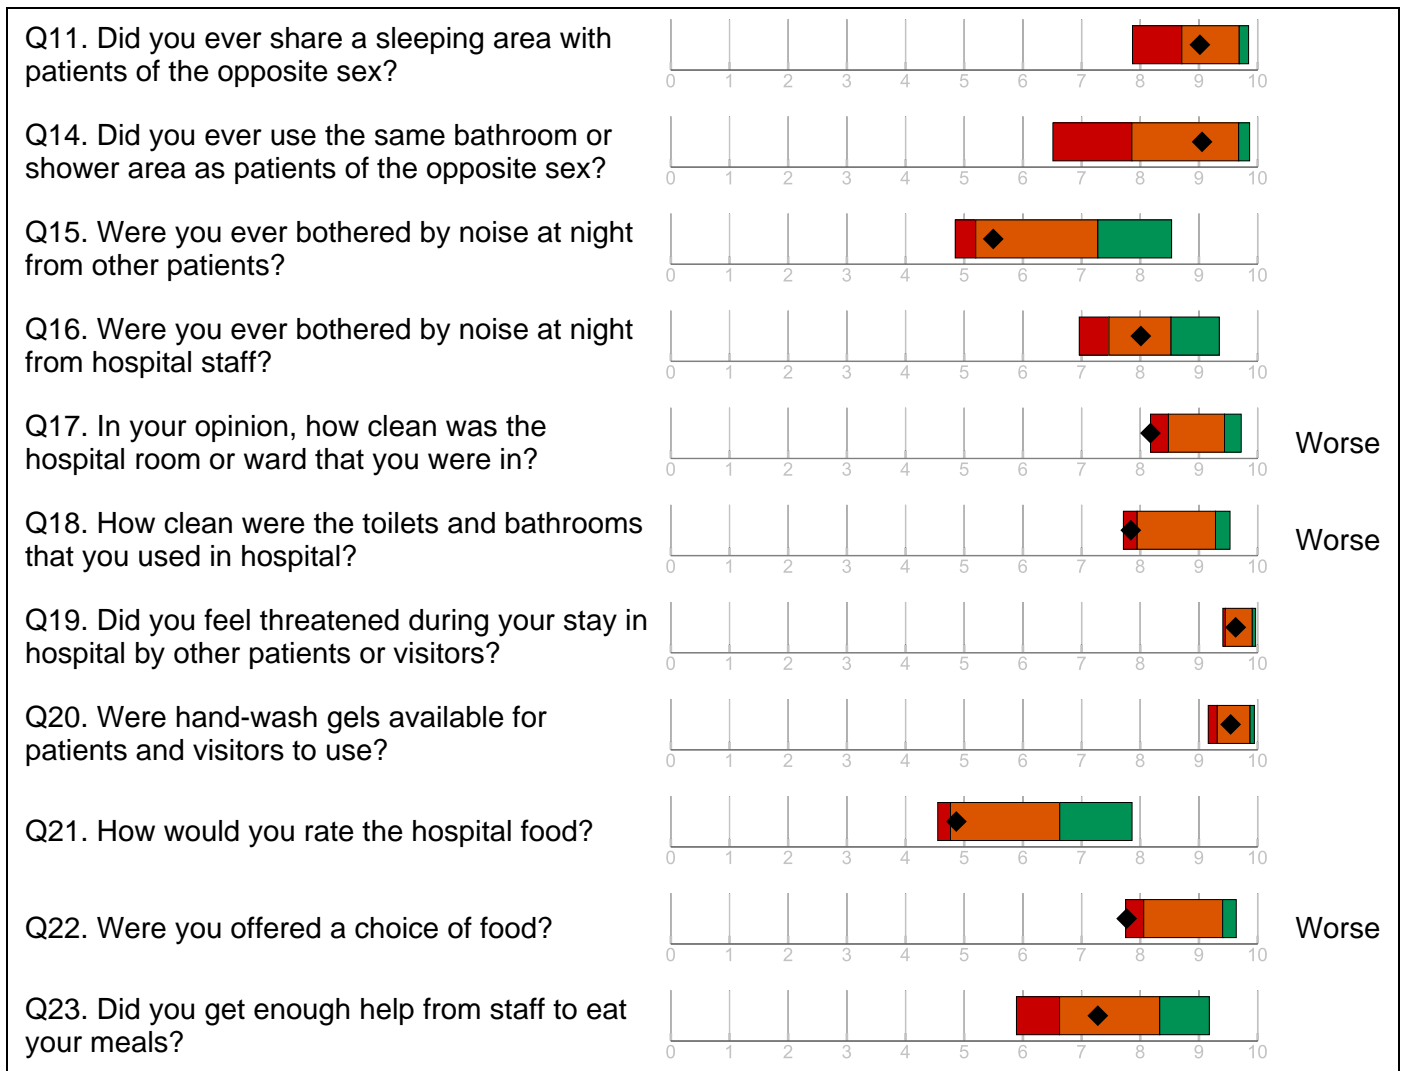 Q11. Did you ever share a sleeping area with
patients of the opposite sex?
0 1 2 3 4 5 6 7 8 9 10
Q14. Did you ever use the same bathroom or
shower area as patients of the opposite sex?
0 1 2 3 4 5 6 7 8 9 10
Q15. Were you ever bothered by noise at night
from other patients?
0 1 2 3 4 5 6 7 8 9 10
Q16. Were you ever bothered by noise at night
from hospital staff?
0 1 2 3 4 5 6 7 8 9 10
Q17. In your opinion, how clean was the
hospital room or ward that you were in?
Worse
0 1 2 3 4 5 6 7 8 9 10
Q18. How clean were the toilets and bathrooms
that you used in hospital?
Worse
0 1 2 3 4 5 6 7 8 9 10
Q19. Did you feel threatened during your stay in
hospital by other patients or visitors?
0 1 2 3 4 5 6 7 8 9 10
Q20. Were hand-wash gels available for
patients and visitors to use?
0 1 2 3 4 5 6 7 8 9 10
Q21. How would you rate the hospital food?
0 1 2 3 4 5 6 7 8 9 10
Q22. Were you offered a choice of food?
Worse
0 1 2 3 4 5 6 7 8 9 10
Q23. Did you get enough help from staff to eat
your meals?
0 1 2 3 4 5 6 7 8 9 10